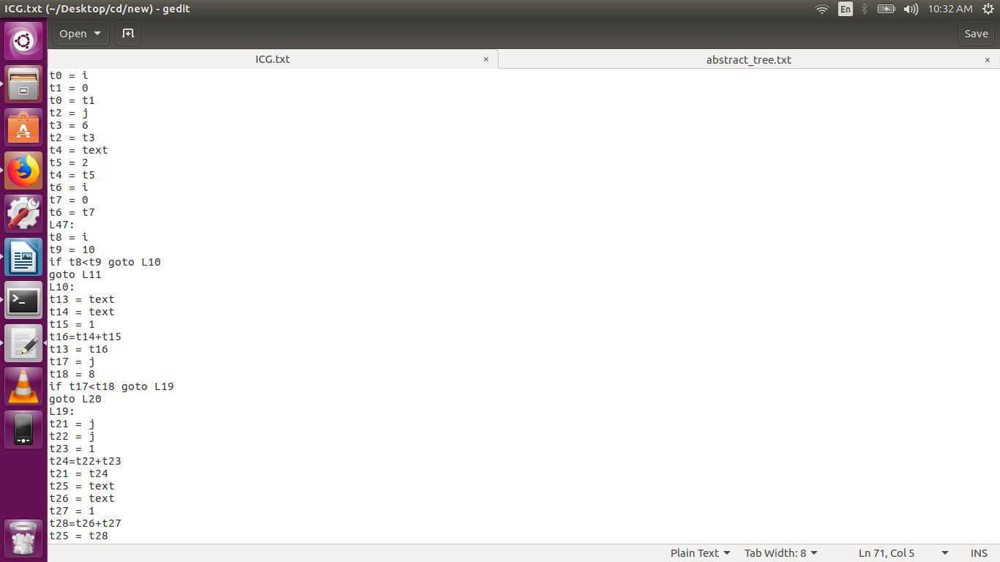 ICG.txt (~/Desktop/cd/new) - gedit
En
10:32 AM
Open
Save
ICG.txt
×
abstract_tree.txt
×
t0 = i
t1 = 0
t0 = t1
t2 = j
t3 = 6
t2 = t3
t4 = text
t5 = 2
t4 = t5
t6 = i
t7 = 0
t6 = t7
L47:
t8 = i
t9 = 10
if t8<t9 goto L10
goto L11
L10:
t13 = text
t14 = text
t15 = 1
t16=t14+t15
t13 = t16
t17 = j
t18 = 8
if t17<t18 goto L19
goto L20
L19:
t21 = j
t22 = j
t23 = 1
t24=t22+t23
t21 = t24
t25 = text
t26 = text
t27 = 1
t28=t26+t27
t25 = t28
Plain Text
Tab Width: 8
Ln 71, Col 5
INS